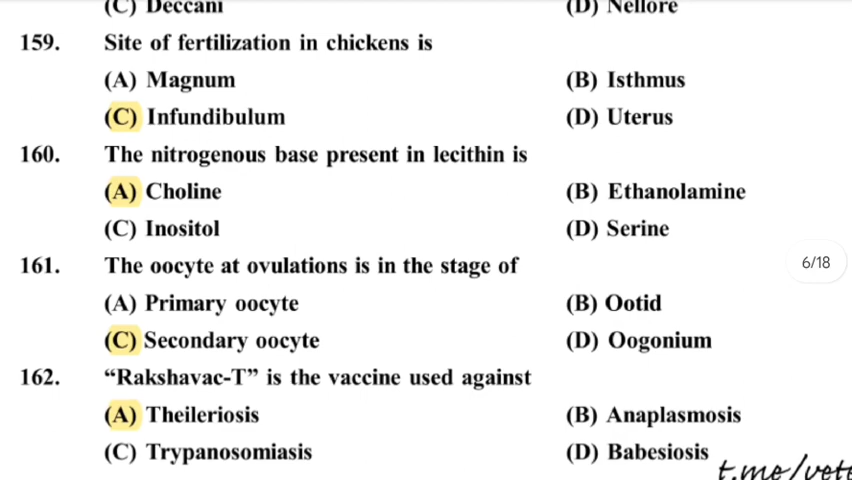 (C) Deccani (D) Nellore
159. Site of fertilization in chickens is
(A) Magnum (B) Isthmus
(C) Infundibulum (D) Uterus
160. The nitrogenous base present in lecithin is
(A) Choline (B) Ethanolamine
(C) Inositol (D) Serine
161. The oocyte at ovulations is in the stage of
6/18
(A) Primary oocyte (B) Ootid
(C) Secondary oocyte (D) Oogonium
162. “Rakshavac-T” is the vaccine used against
(A) Theileriosis (B) Anaplasmosis
(C) Trypanosomiasis (D) Babesiosis
t.me/vete